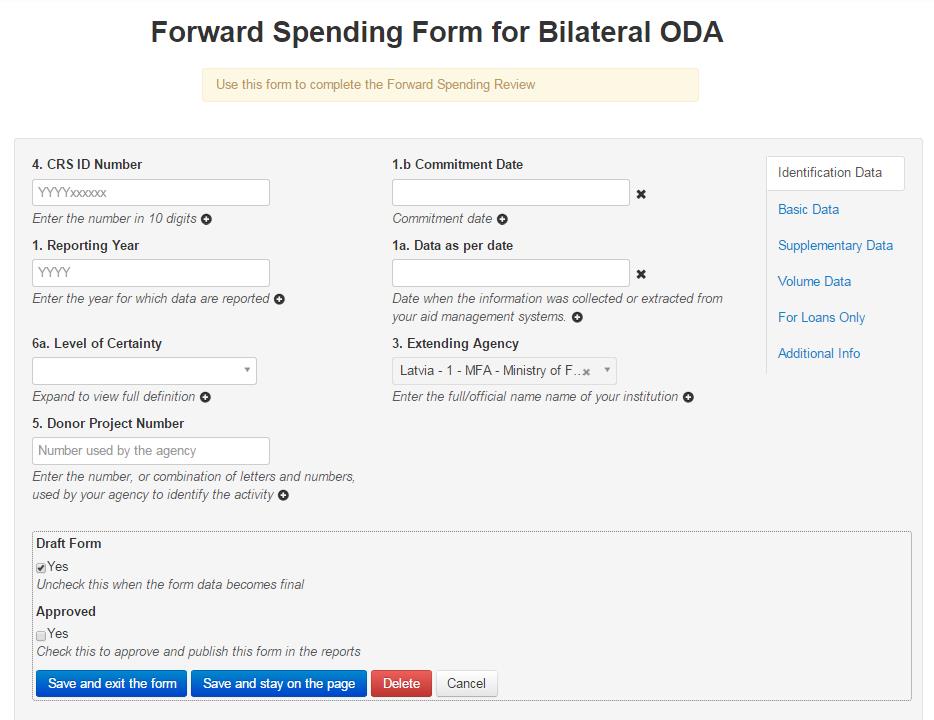 Forward Spending Form for Bilateral ODA
Use this form to complete the Forward Spending Review
4. CRS ID Number
YYYYxxxxxx
Enter the number in 10 digits
1.b Commitment Date
Commitment date
1. Reporting Year
YYYY
Enter the year for which data are reported
1a. Data as per date
Date when the information was collected or extracted from
your aid management systems.
6a. Level of Certainty
Expand to view full definition
3. Extending Agency
Latvia - 1 - MFA - Ministry of F...
Enter the full/official name name of your institution
5. Donor Project Number
Number used by the agency
Enter the number, or combination of letters and numbers,
used by your agency to identify the activity
Identification Data
Basic Data
Supplementary Data
Volume Data
For Loans Only
Additional Info
Draft Form
Yes
Uncheck this when the form data becomes final
Approved
Yes
Check this to approve and publish this form in the reports
Save and exit the form
Save and stay on the page
Delete
Cancel